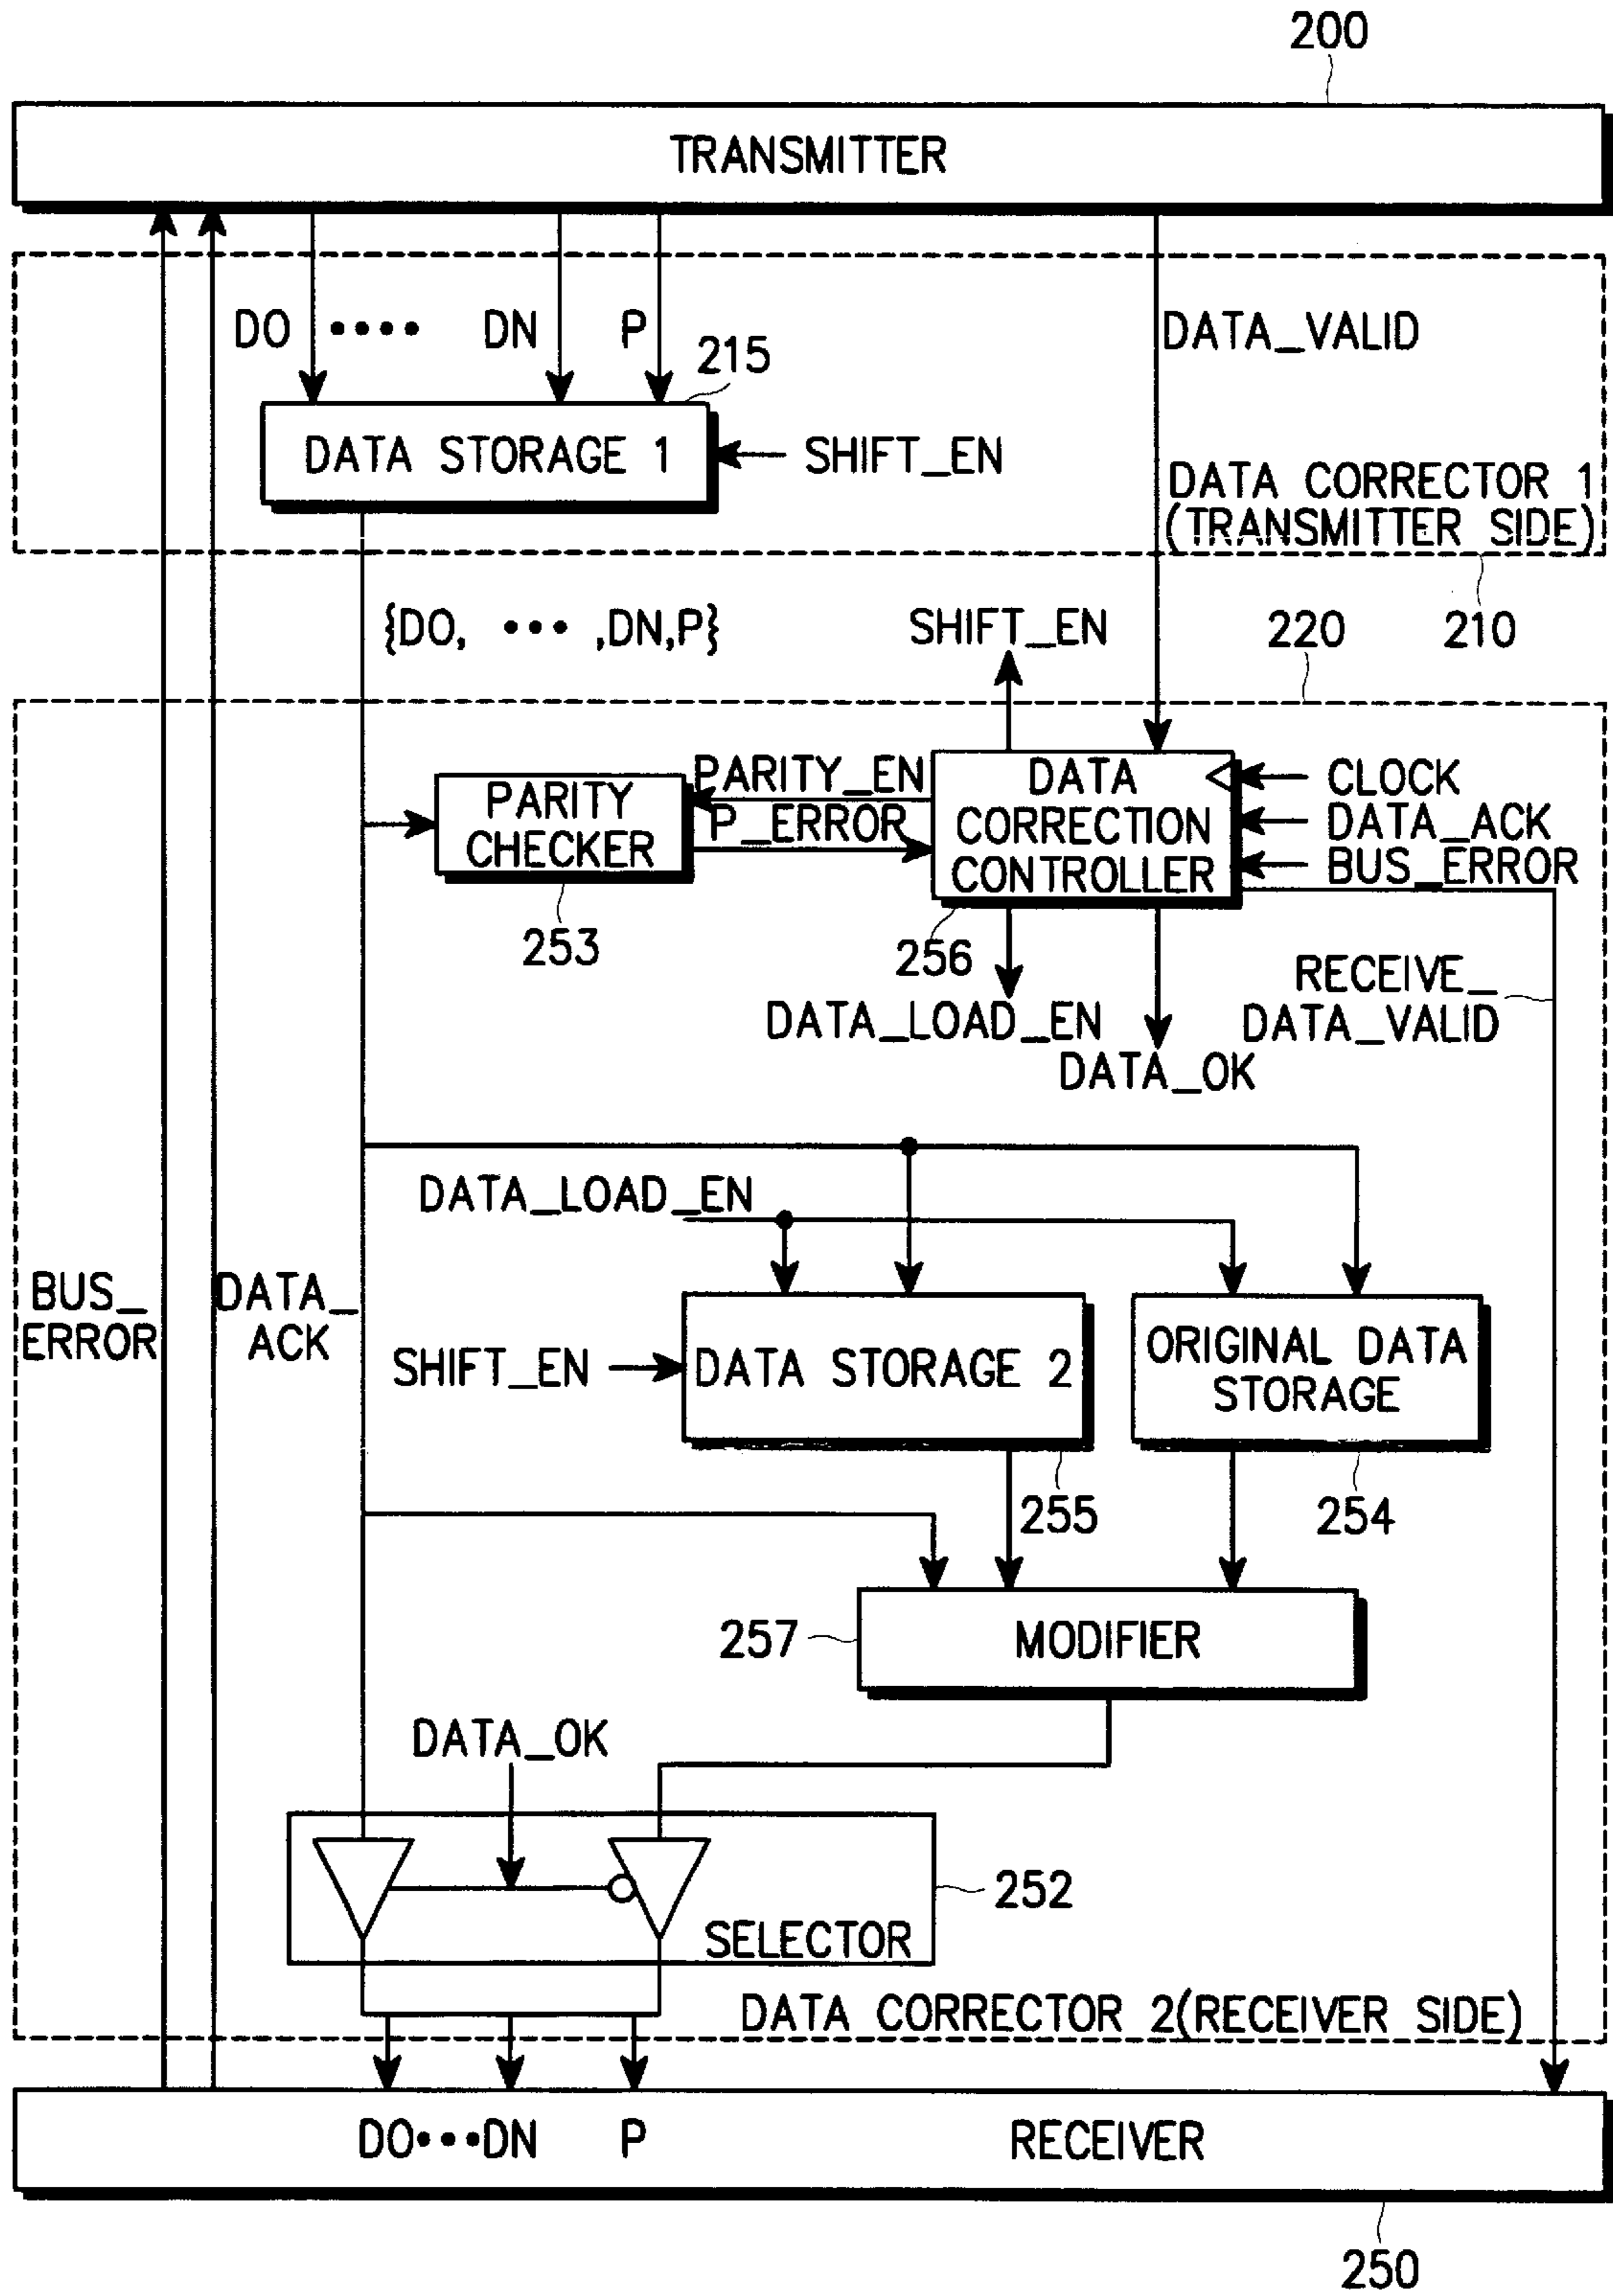 200
TRANSMITTER
DO •••• DN P
DATA_VALID
215
DATA STORAGE 1
SHIFT_EN
DATA CORRECTOR 1
(TRANSMITTER SIDE)
{DO, ••• ,DN,P}
SHIFT_EN
220
210
PARITY
CHECKER
PARITY_EN
P_ERROR
DATA
CORRECTION
CONTROLLER
CLOCK
DATA_ACK
BUS_ERROR
253
256
DATA_LOAD_EN
DATA_OK
RECEIVE_
DATA_VALID
DATA_LOAD_EN
BUS_
ERROR
DATA_
ACK
SHIFT_EN
DATA STORAGE 2
ORIGINAL DATA
STORAGE
255
254
257
MODIFIER
DATA_OK
252
SELECTOR
DATA CORRECTOR 2(RECEIVER SIDE)
DO•••DN P
RECEIVER
250